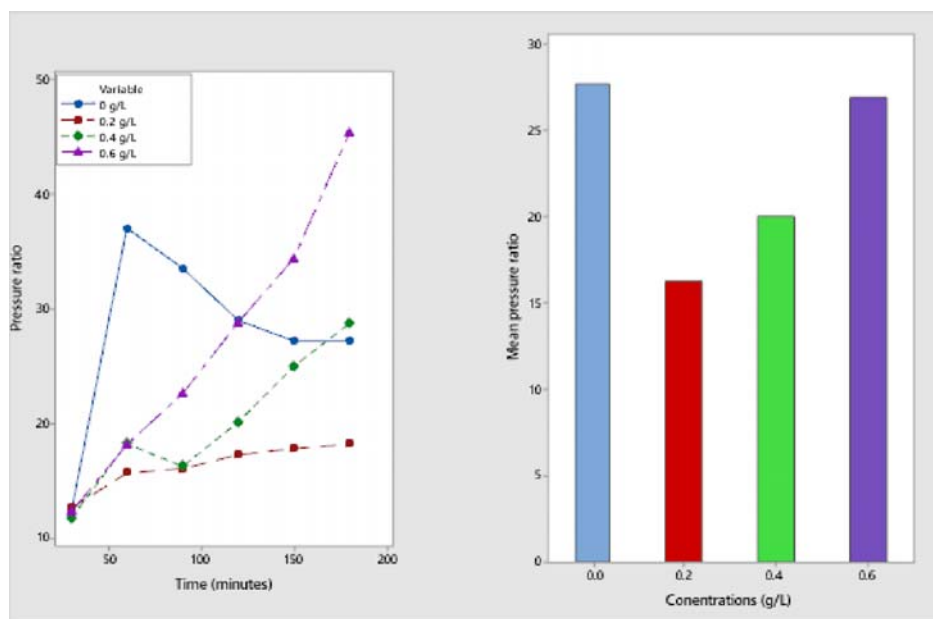 Variable
0 g/L
0.2 g/L
0.4 g/L
0.6 g/L
50
40
30
20
10
Pressure ratio
50
100
150
200
Time (minutes)
30
25
20
15
10
5
0
Mean pressure ratio
0.0
0.2
0.4
0.6
Conentrations (g/L)